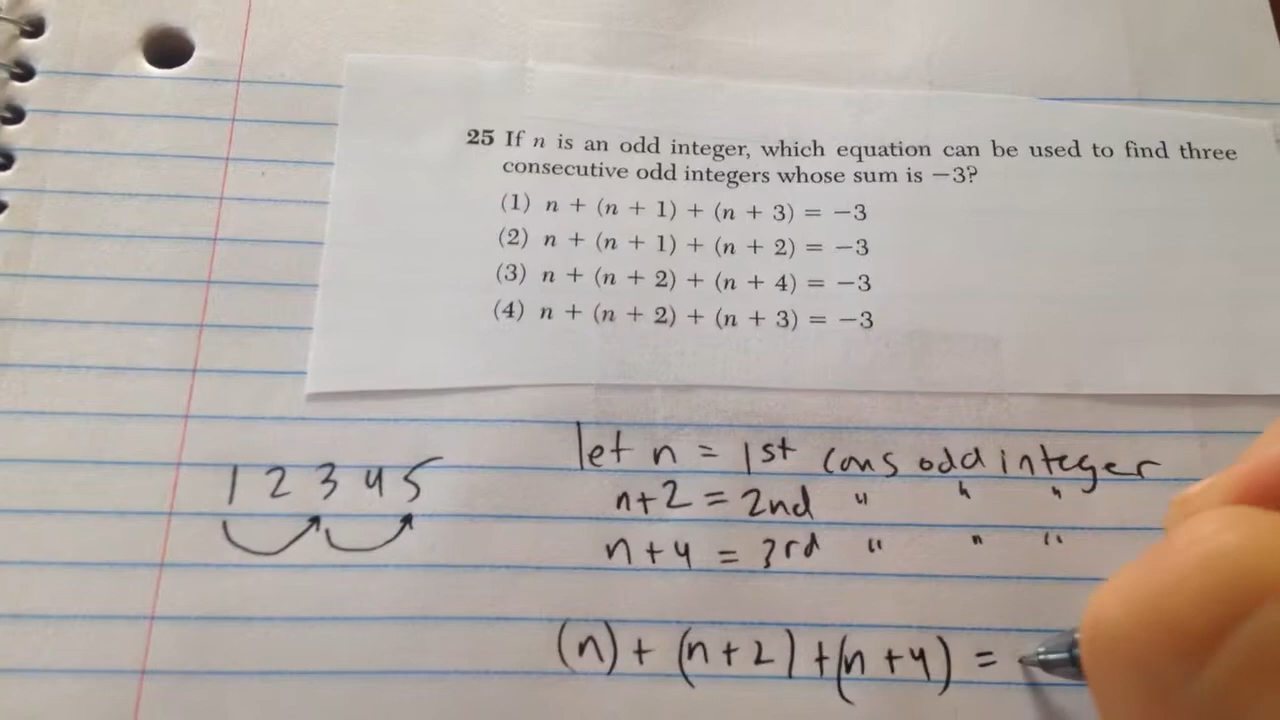 25 If n is an odd integer, which equation can be used to find three
consecutive odd integers whose sum is −3?
(1) n + (n + 1) + (n + 3) = −3
(2) n + (n + 1) + (n + 2) = −3
(3) n + (n + 2) + (n + 4) = −3
(4) n + (n + 2) + (n + 3) = −3
let n = 1st cons odd integer
1 2 3 4 5
n+2 = 2nd " " "
n+4 = 3rd " " "
(n) + (n+2) + (n+4) =